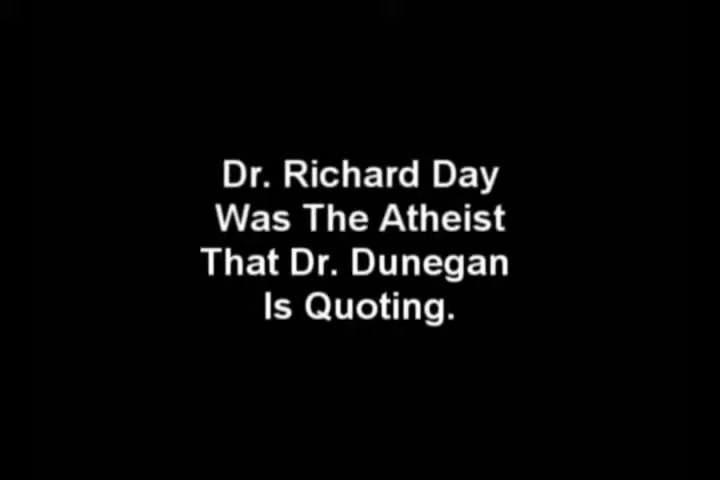 Dr. Richard Day
Was The Atheist
That Dr. Dunegan
Is Quoting.